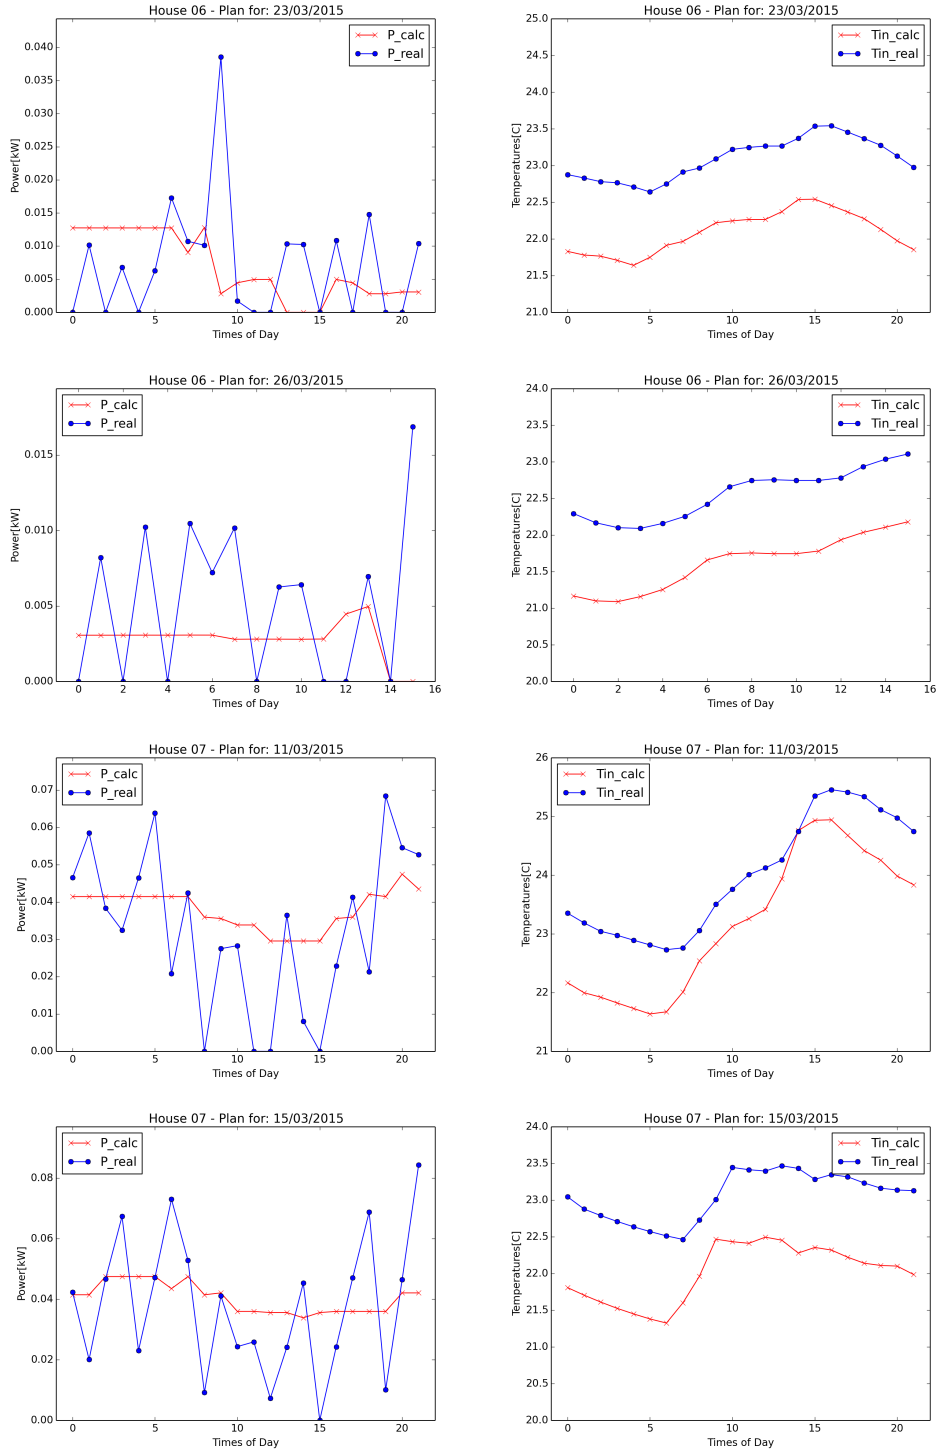 House 06 - Plan for: 23/03/2015
P_calc
P_real
Power[kW]
0.040
0.035
0.030
0.025
0.020
0.015
0.010
0.005
0.000
0 5 10 15 20
Times of Day
House 06 - Plan for: 23/03/2015
Tin_calc
Tin_real
Temperatures[C]
25.0
24.5
24.0
23.5
23.0
22.5
22.0
21.5
21.0
0 5 10 15 20
Times of Day
House 06 - Plan for: 26/03/2015
P_calc
P_real
Power[kW]
0.015
0.010
0.005
0.000
0 2 4 6 8 10 12 14 16
Times of Day
House 06 - Plan for: 26/03/2015
Tin_calc
Tin_real
Temperatures[C]
24.0
23.5
23.0
22.5
22.0
21.5
21.0
20.5
20.0
0 2 4 6 8 10 12 14 16
Times of Day
House 07 - Plan for: 11/03/2015
P_calc
P_real
Power[kW]
0.07
0.06
0.05
0.04
0.03
0.02
0.01
0.00
0 5 10 15 20
Times of Day
House 07 - Plan for: 11/03/2015
Tin_calc
Tin_real
Temperatures[C]
26
25
24
23
22
21
0 5 10 15 20
Times of Day
House 07 - Plan for: 15/03/2015
P_calc
P_real
Power[kW]
0.08
0.06
0.04
0.02
0.00
0 5 10 15 20
Times of Day
House 07 - Plan for: 15/03/2015
Tin_calc
Tin_real
Temperatures[C]
24.0
23.5
23.0
22.5
22.0
21.5
21.0
20.5
20.0
0 5 10 15 20
Times of Day